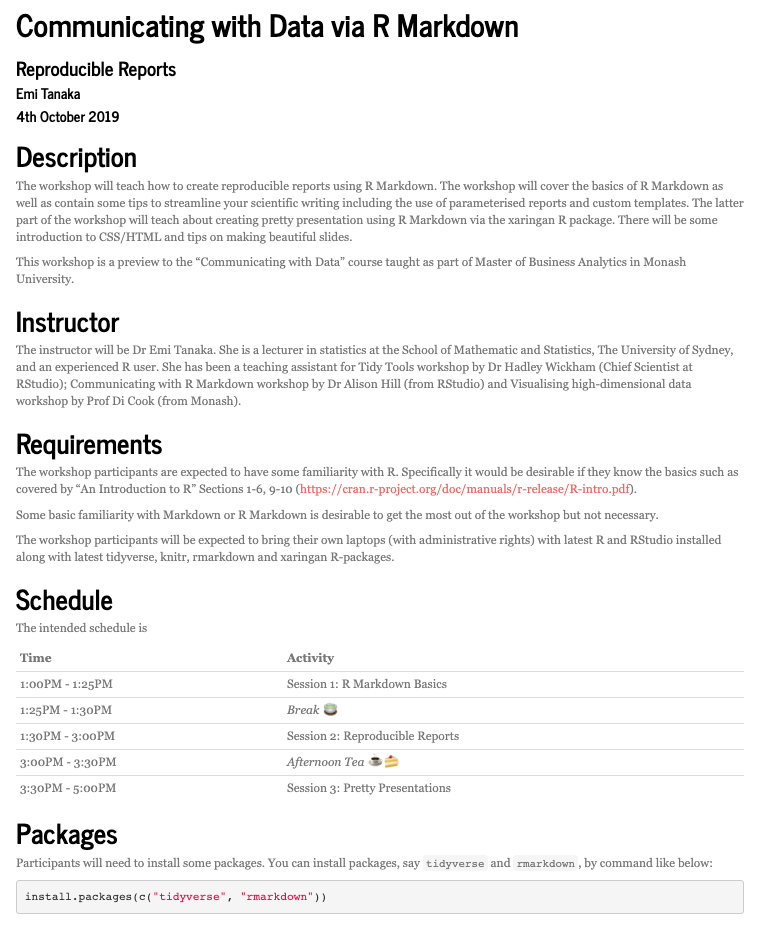 Communicating with Data via R Markdown
Reproducible Reports
Emi Tanaka
4th October 2019
Description
The workshop will teach how to create reproducible reports using R Markdown. The workshop will cover the basics of R Markdown as
well as contain some tips to streamline your scientific writing including the use of parameterised reports and custom templates. The latter
part of the workshop will teach about creating pretty presentation using R Markdown via the xaringan R package. There will be some
introduction to CSS/HTML and tips on making beautiful slides.
This workshop is a preview to the “Communicating with Data” course taught as part of Master of Business Analytics in Monash
University.
Instructor
The instructor will be Dr Emi Tanaka. She is a lecturer in statistics at the School of Mathematic and Statistics, The University of Sydney,
and an experienced R user. She has been a teaching assistant for Tidy Tools workshop by Dr Hadley Wickham (Chief Scientist at
RStudio); Communicating with R Markdown workshop by Dr Alison Hill (from RStudio) and Visualising high-dimensional data
workshop by Prof Di Cook (from Monash).
Requirements
The workshop participants are expected to have some familiarity with R. Specifically it would be desirable if they know the basics such as
covered by “An Introduction to R” Sections 1-6, 9-10 (https://cran.r-project.org/doc/manuals/r-release/R-intro.pdf).
Some basic familiarity with Markdown or R Markdown is desirable to get the most out of the workshop but not necessary.
The workshop participants will be expected to bring their own laptops (with administrative rights) with latest R and RStudio installed
along with latest tidyverse, knitr, rmarkdown and xaringan R-packages.
Schedule
The intended schedule is
Time Activity
1:00PM - 1:25PM Session 1: R Markdown Basics
1:25PM - 1:30PM Break 🍵
1:30PM - 3:00PM Session 2: Reproducible Reports
3:00PM - 3:30PM Afternoon Tea ☕🍰
3:30PM - 5:00PM Session 3: Pretty Presentations
Packages
Participants will need to install some packages. You can install packages, say tidyverse and rmarkdown, by command like below:
install.packages(c("tidyverse", "rmarkdown"))